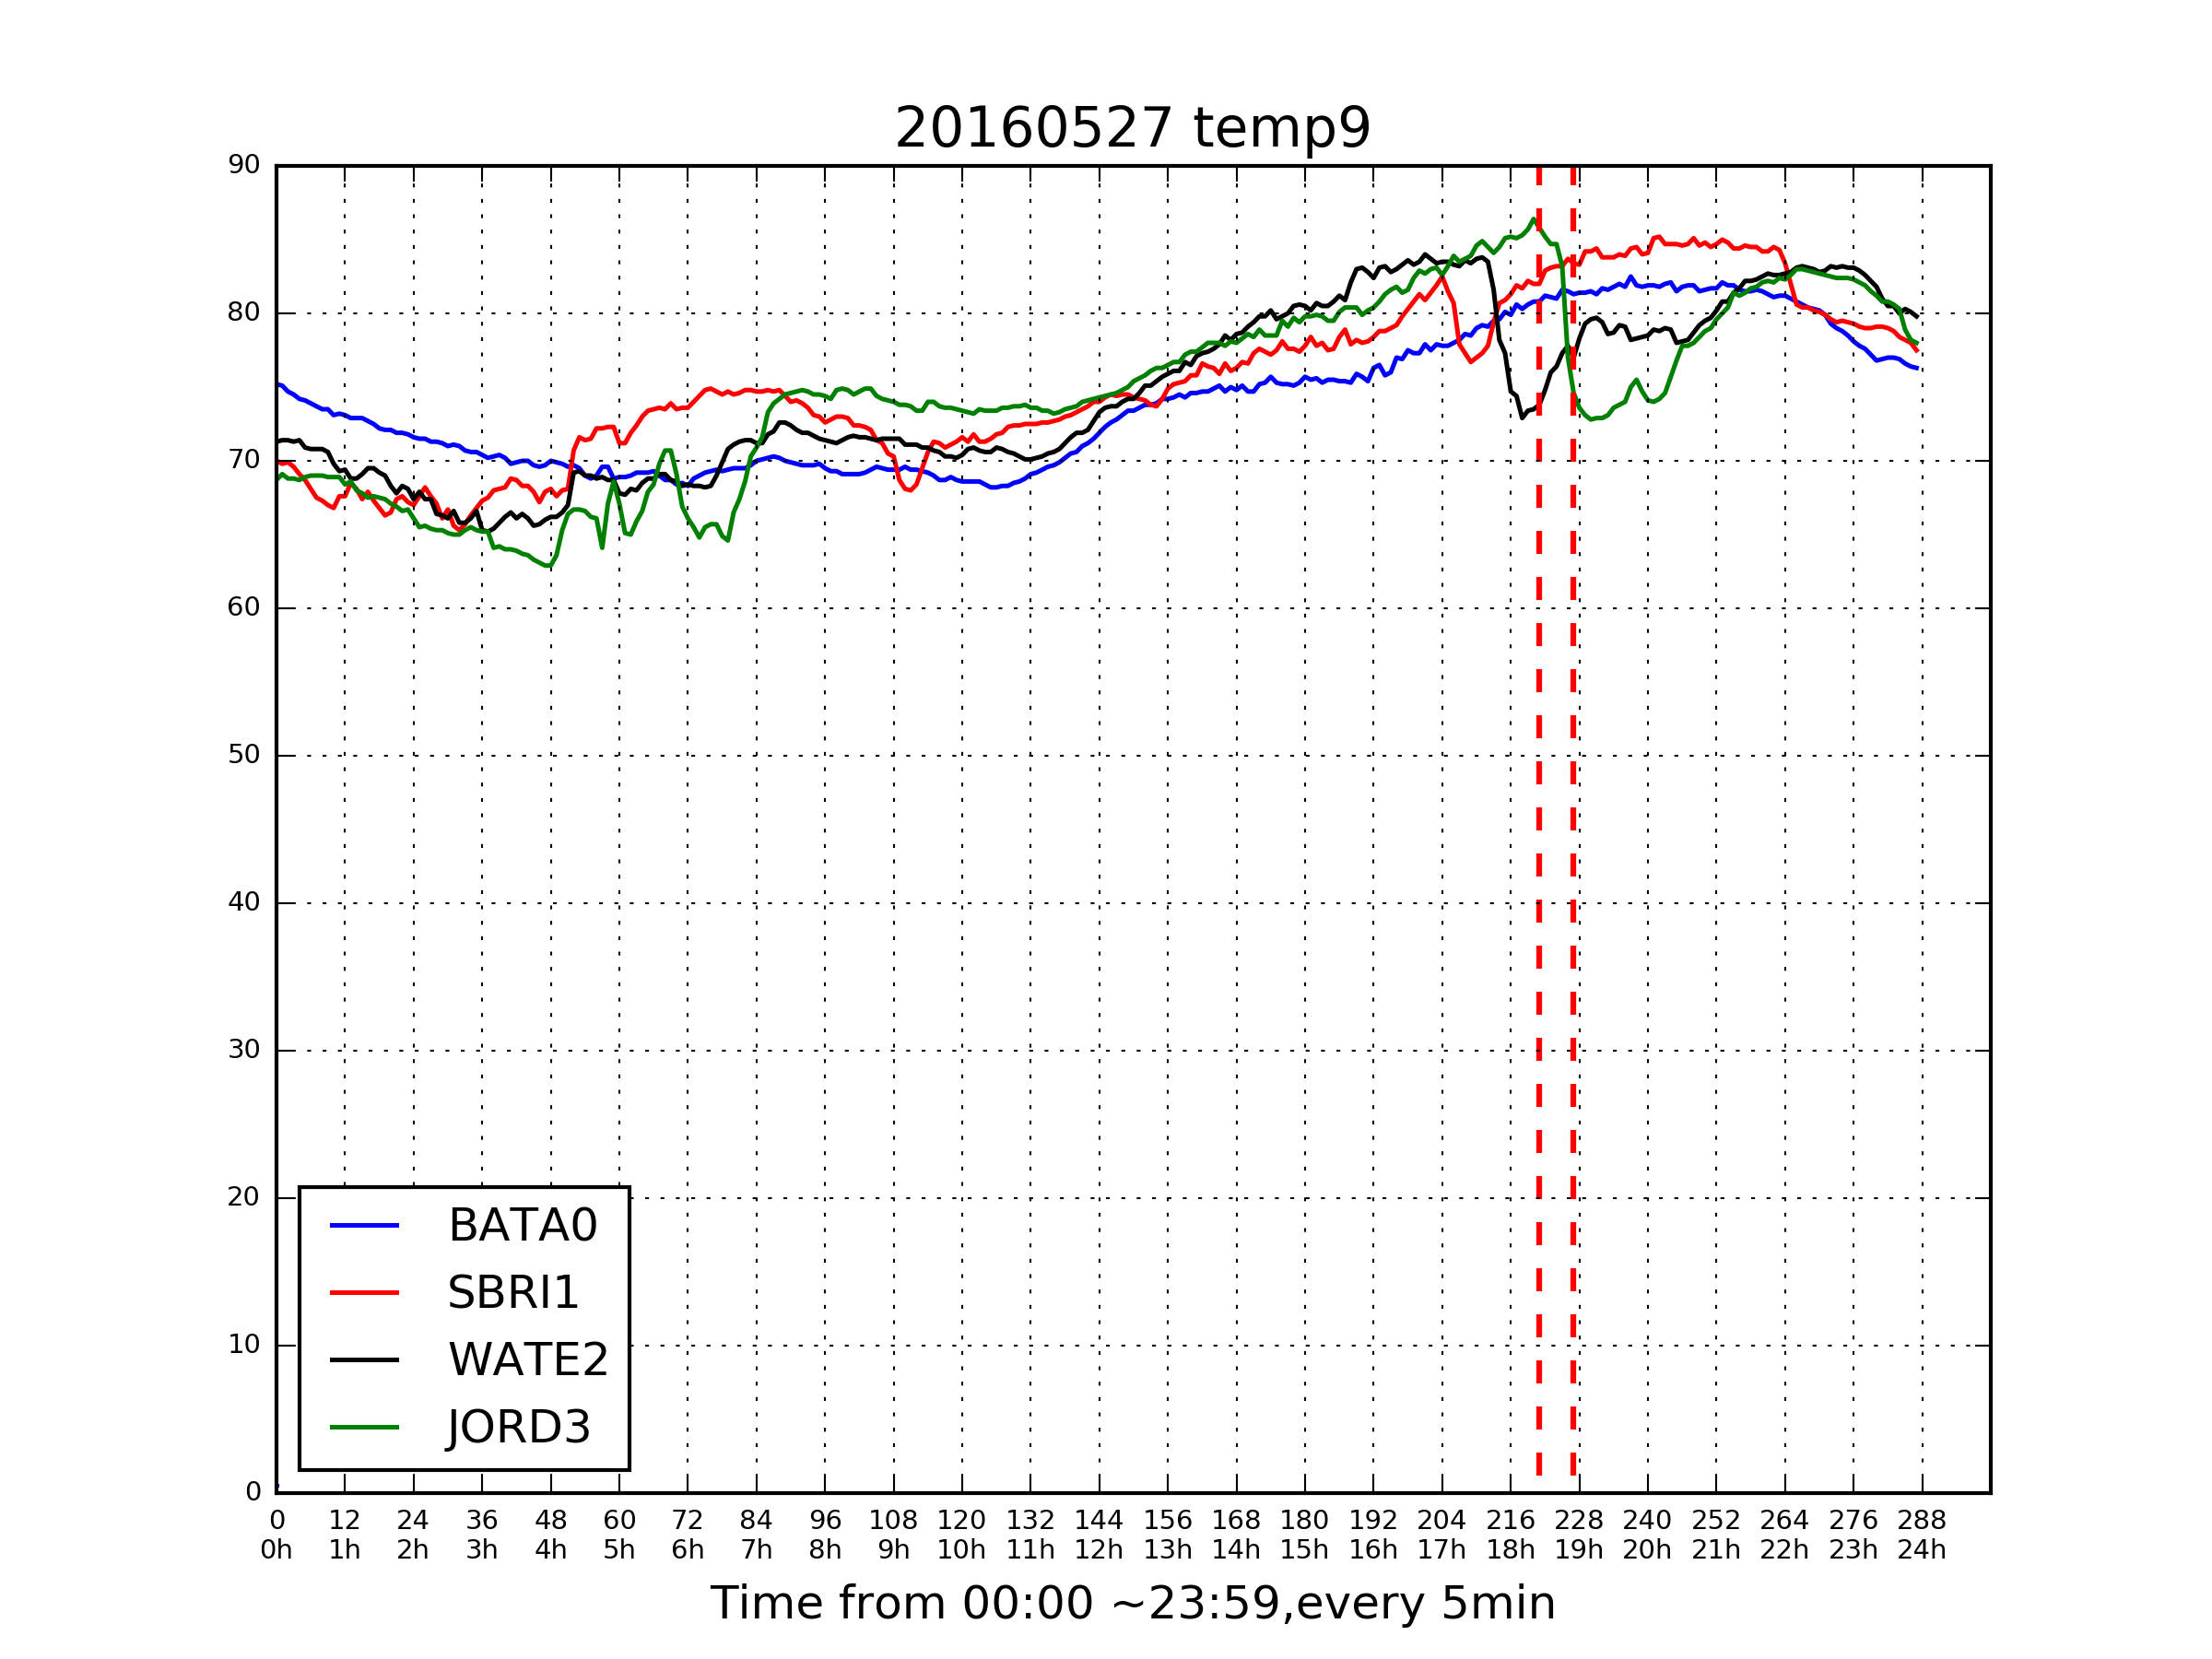 20160527 temp9
90
80
70
60
50
40
30
20
10
0
BATA0
SBRI1
WATE2
JORD3
0 12 24 36 48 60 72 84 96 108 120 132 144 156 168 180 192 204 216 228 240 252 264 276 288
0h 1h 2h 3h 4h 5h 6h 7h 8h 9h 10h 11h 12h 13h 14h 15h 16h 17h 18h 19h 20h 21h 22h 23h 24h
Time from 00:00 ~23:59,every 5min